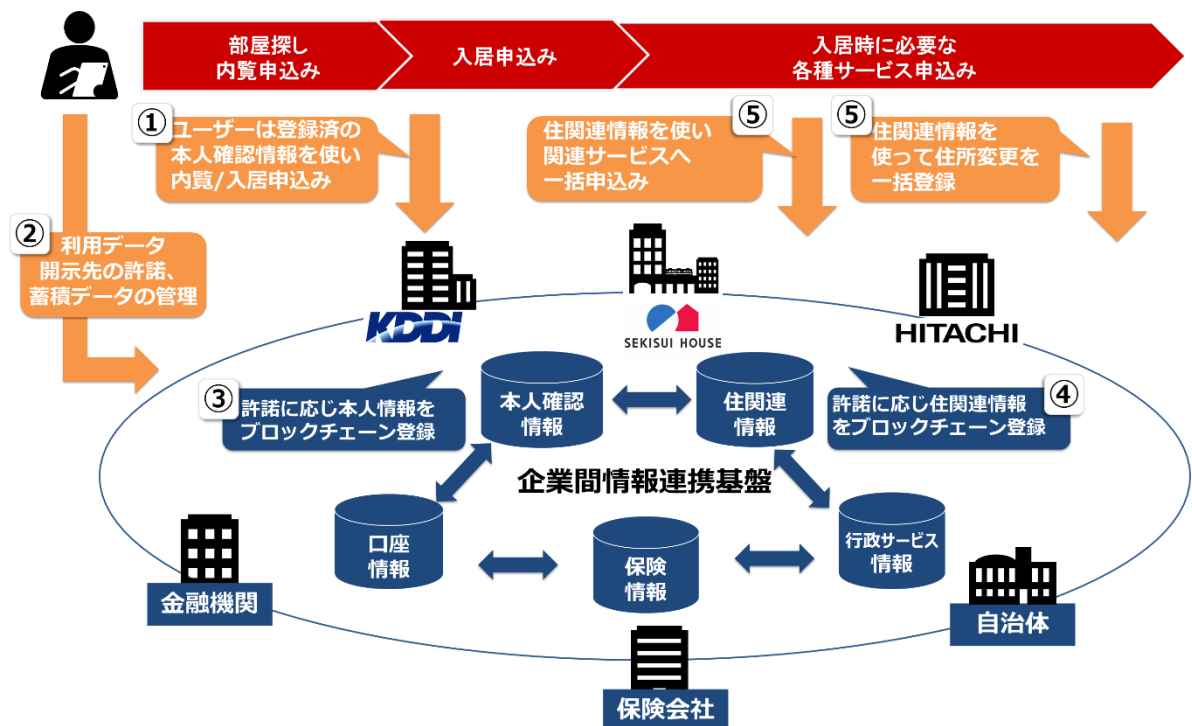 部屋探し
内覧申込み
入居申込み
入居時に必要な
各種サービス申込み
①
ユーザーは登録済の
本人確認情報を使い
内覧/入居申込み
⑤
住関連情報を使い
関連サービスへ
一括申込み
⑤
住関連情報を
使って住所変更を
一括登録
②
利用データ
開示先の許諾、
蓄積データの管理
KDDI
SEKISUI HOUSE
HITACHI
③
許諾に応じ本人情報を
ブロックチェーン登録
本人確認
情報
住関連
情報
④
許諾に応じ住関連情報
をブロックチェーン登録
企業間情報連携基盤
口座
情報
保険
情報
行政サービス
情報
金融機関
自治体
保険会社